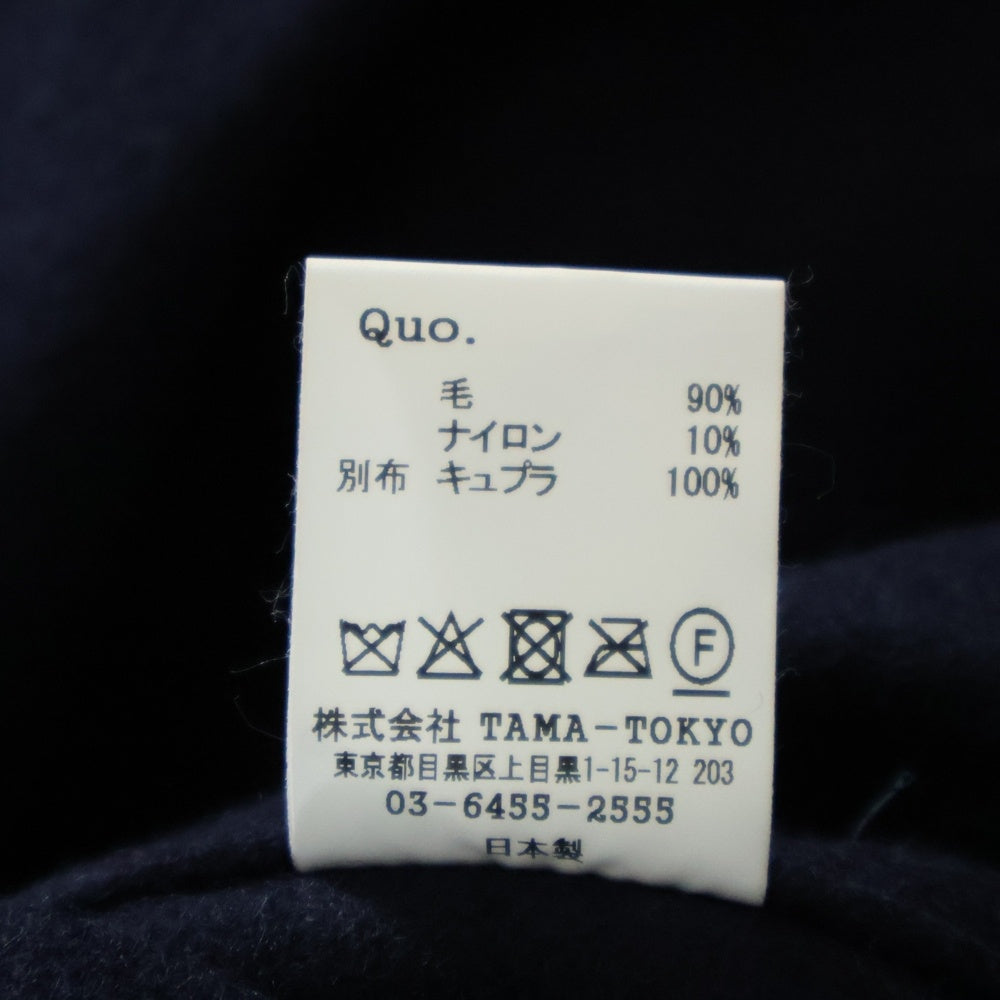 Quo.
毛 90%
ナイロン 10%
別布 キュプラ 100%
F
株式会社 TAMA-TOKYO
東京都目黒区上目黒1-15-12 203
03-6455-2555
日本製